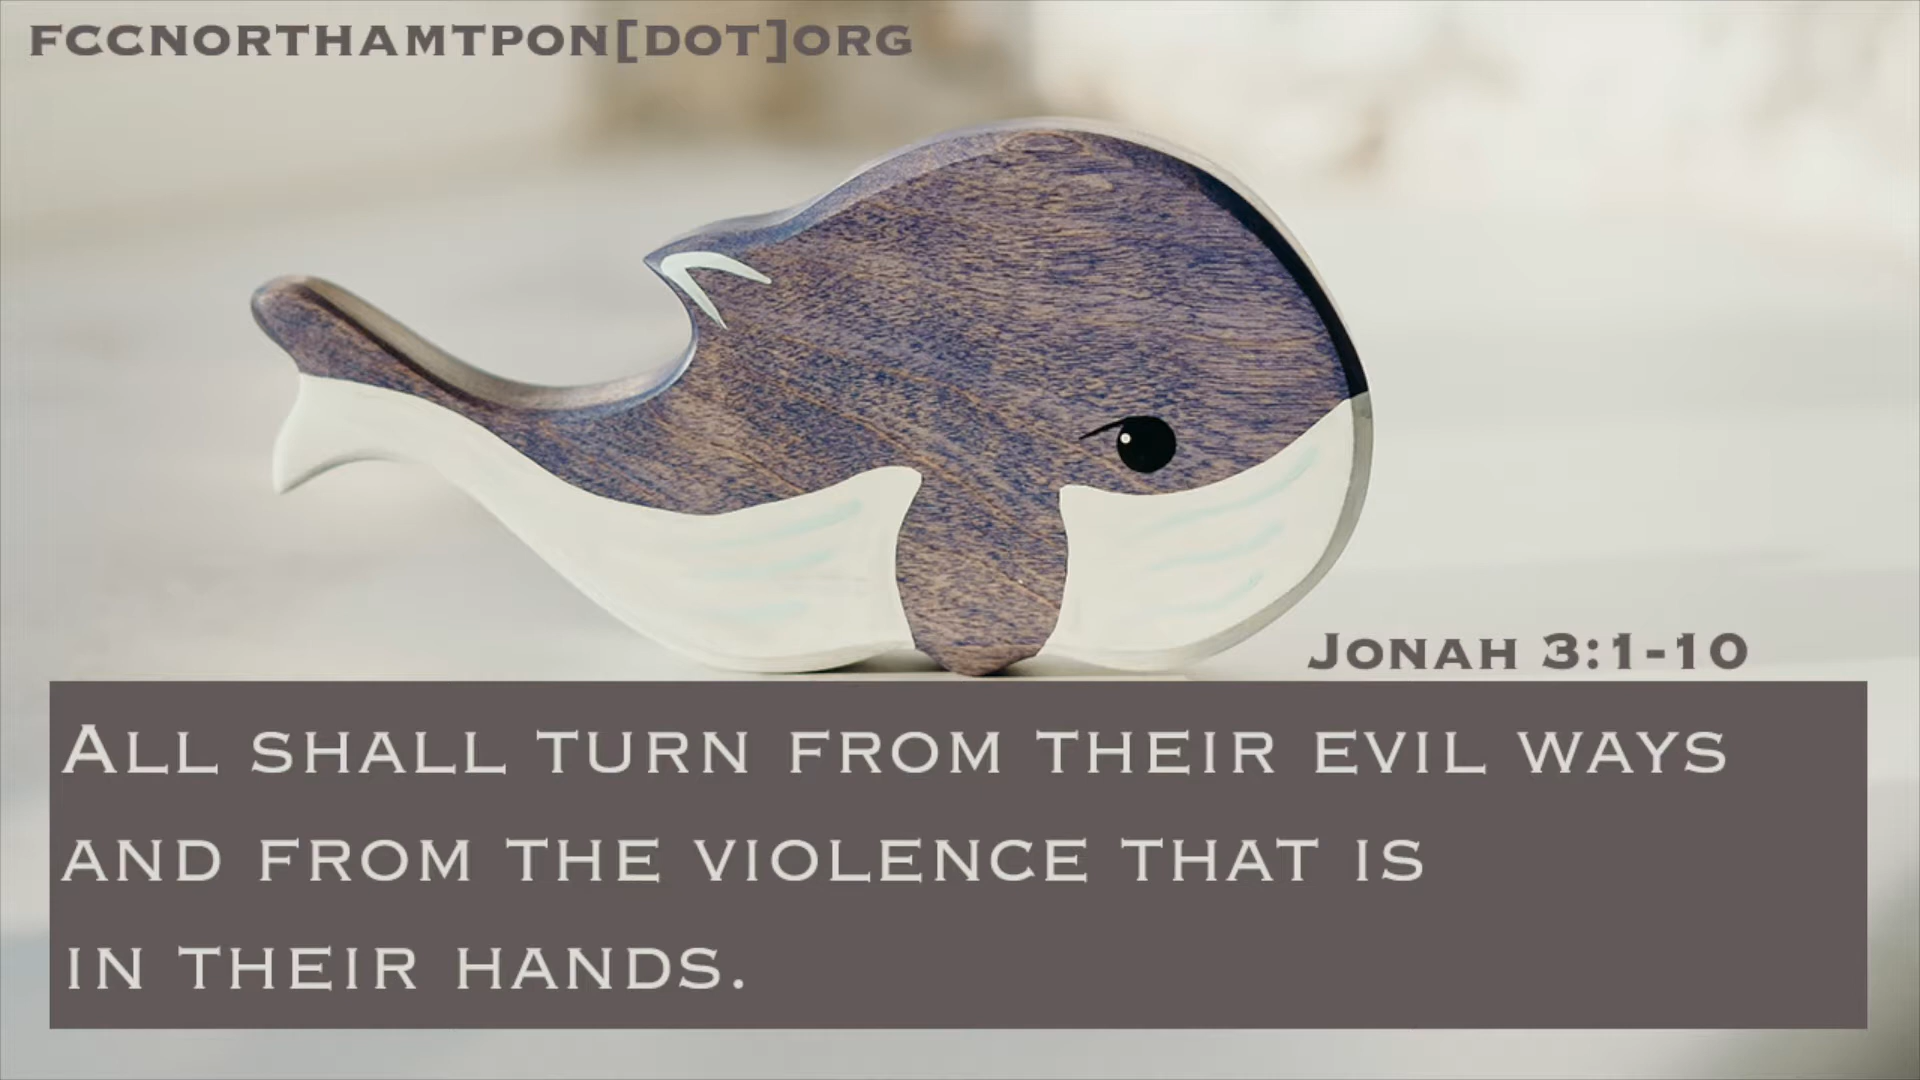 FCCNORTHAMTPON[DOT]ORG
JONAH 3:1-10
ALL SHALL TURN FROM THEIR EVIL WAYS
AND FROM THE VIOLENCE THAT IS
IN THEIR HANDS.